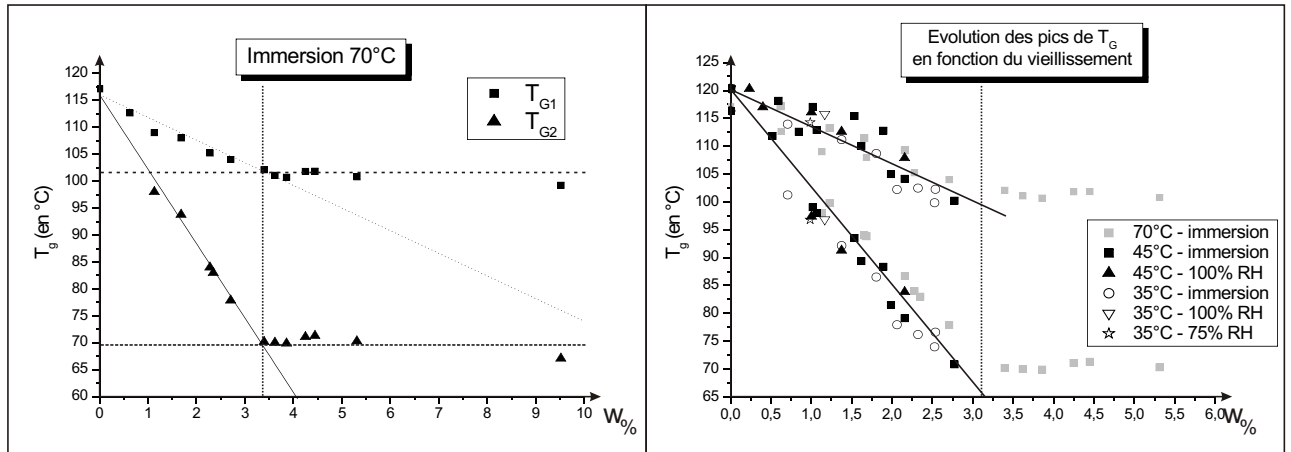 Immersion 70°C
T_G1
T_G2
T_g (en °C)
120
115
110
105
100
95
90
85
80
75
70
65
60
0 1 2 3 4 5 6 7 8 9 10
W_%
Evolution des pics de T_G
en fonction du vieillissement
T_g (en °C)
125
120
115
110
105
100
95
90
85
80
75
70
65
70°C - immersion
45°C - immersion
45°C - 100% RH
35°C - immersion
35°C - 100% RH
35°C - 75% RH
0,0 0,5 1,0 1,5 2,0 2,5 3,0 3,5 4,0 4,5 5,0 5,5 6,0
W_%